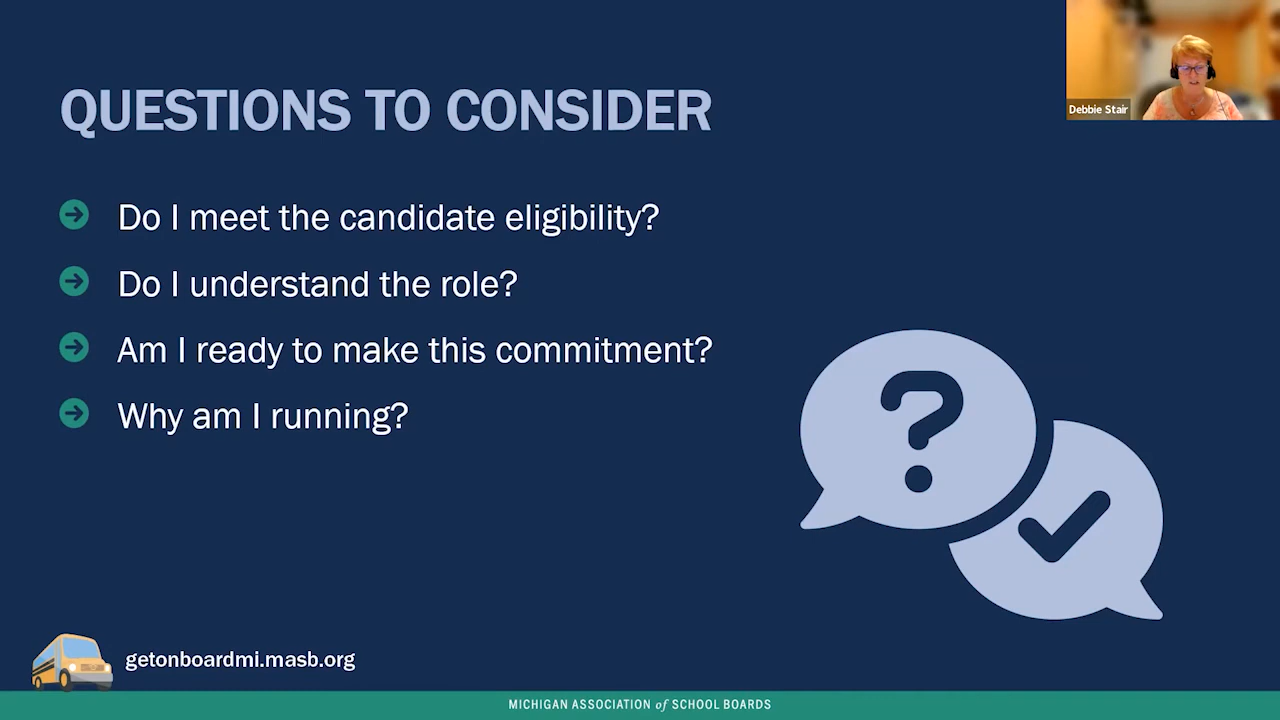 QUESTIONS TO CONSIDER
Debbie Stair
Do I meet the candidate eligibility?
Do I understand the role?
Am I ready to make this commitment?
Why am I running?
getonboardmi.masb.org
MICHIGAN ASSOCIATION of SCHOOL BOARDS